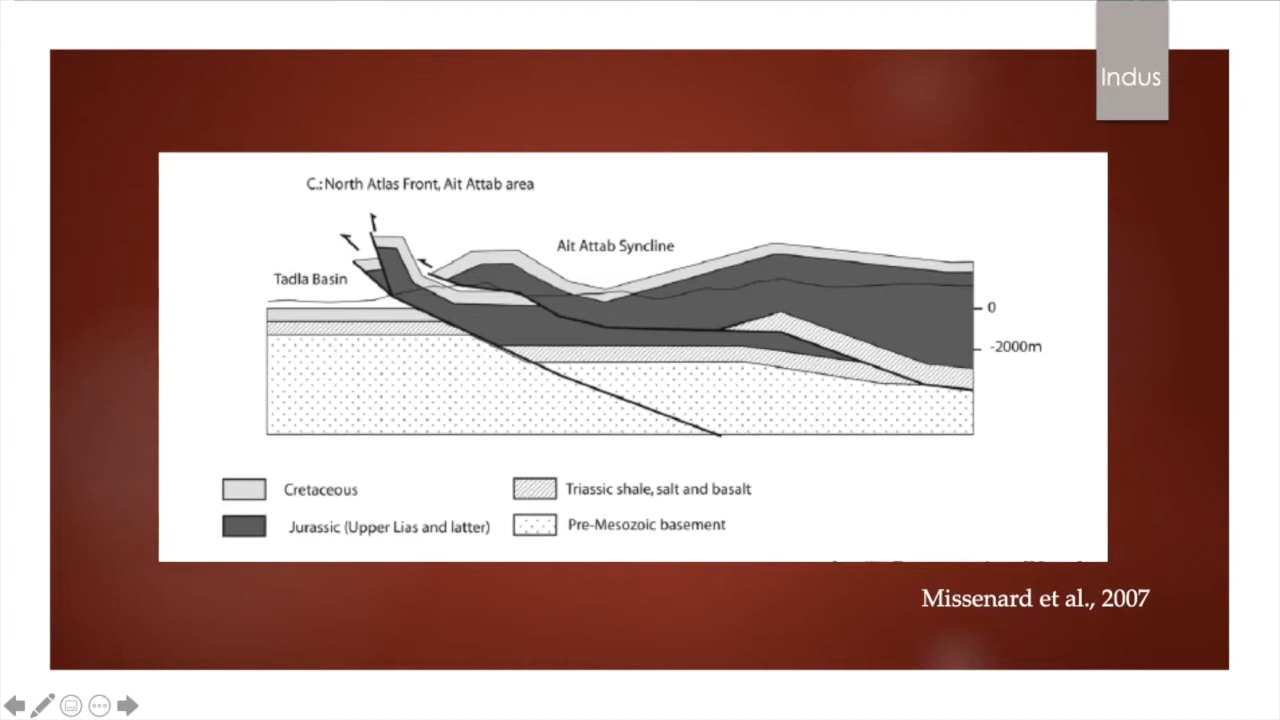 Indus
C.: North Atlas Front, Ait Attab area
Ait Attab Syncline
Tadla Basin
0
-2000m
Cretaceous
Triassic shale, salt and basalt
Jurassic (Upper Lias and latter)
Pre-Mesozoic basement
Missenard et al., 2007